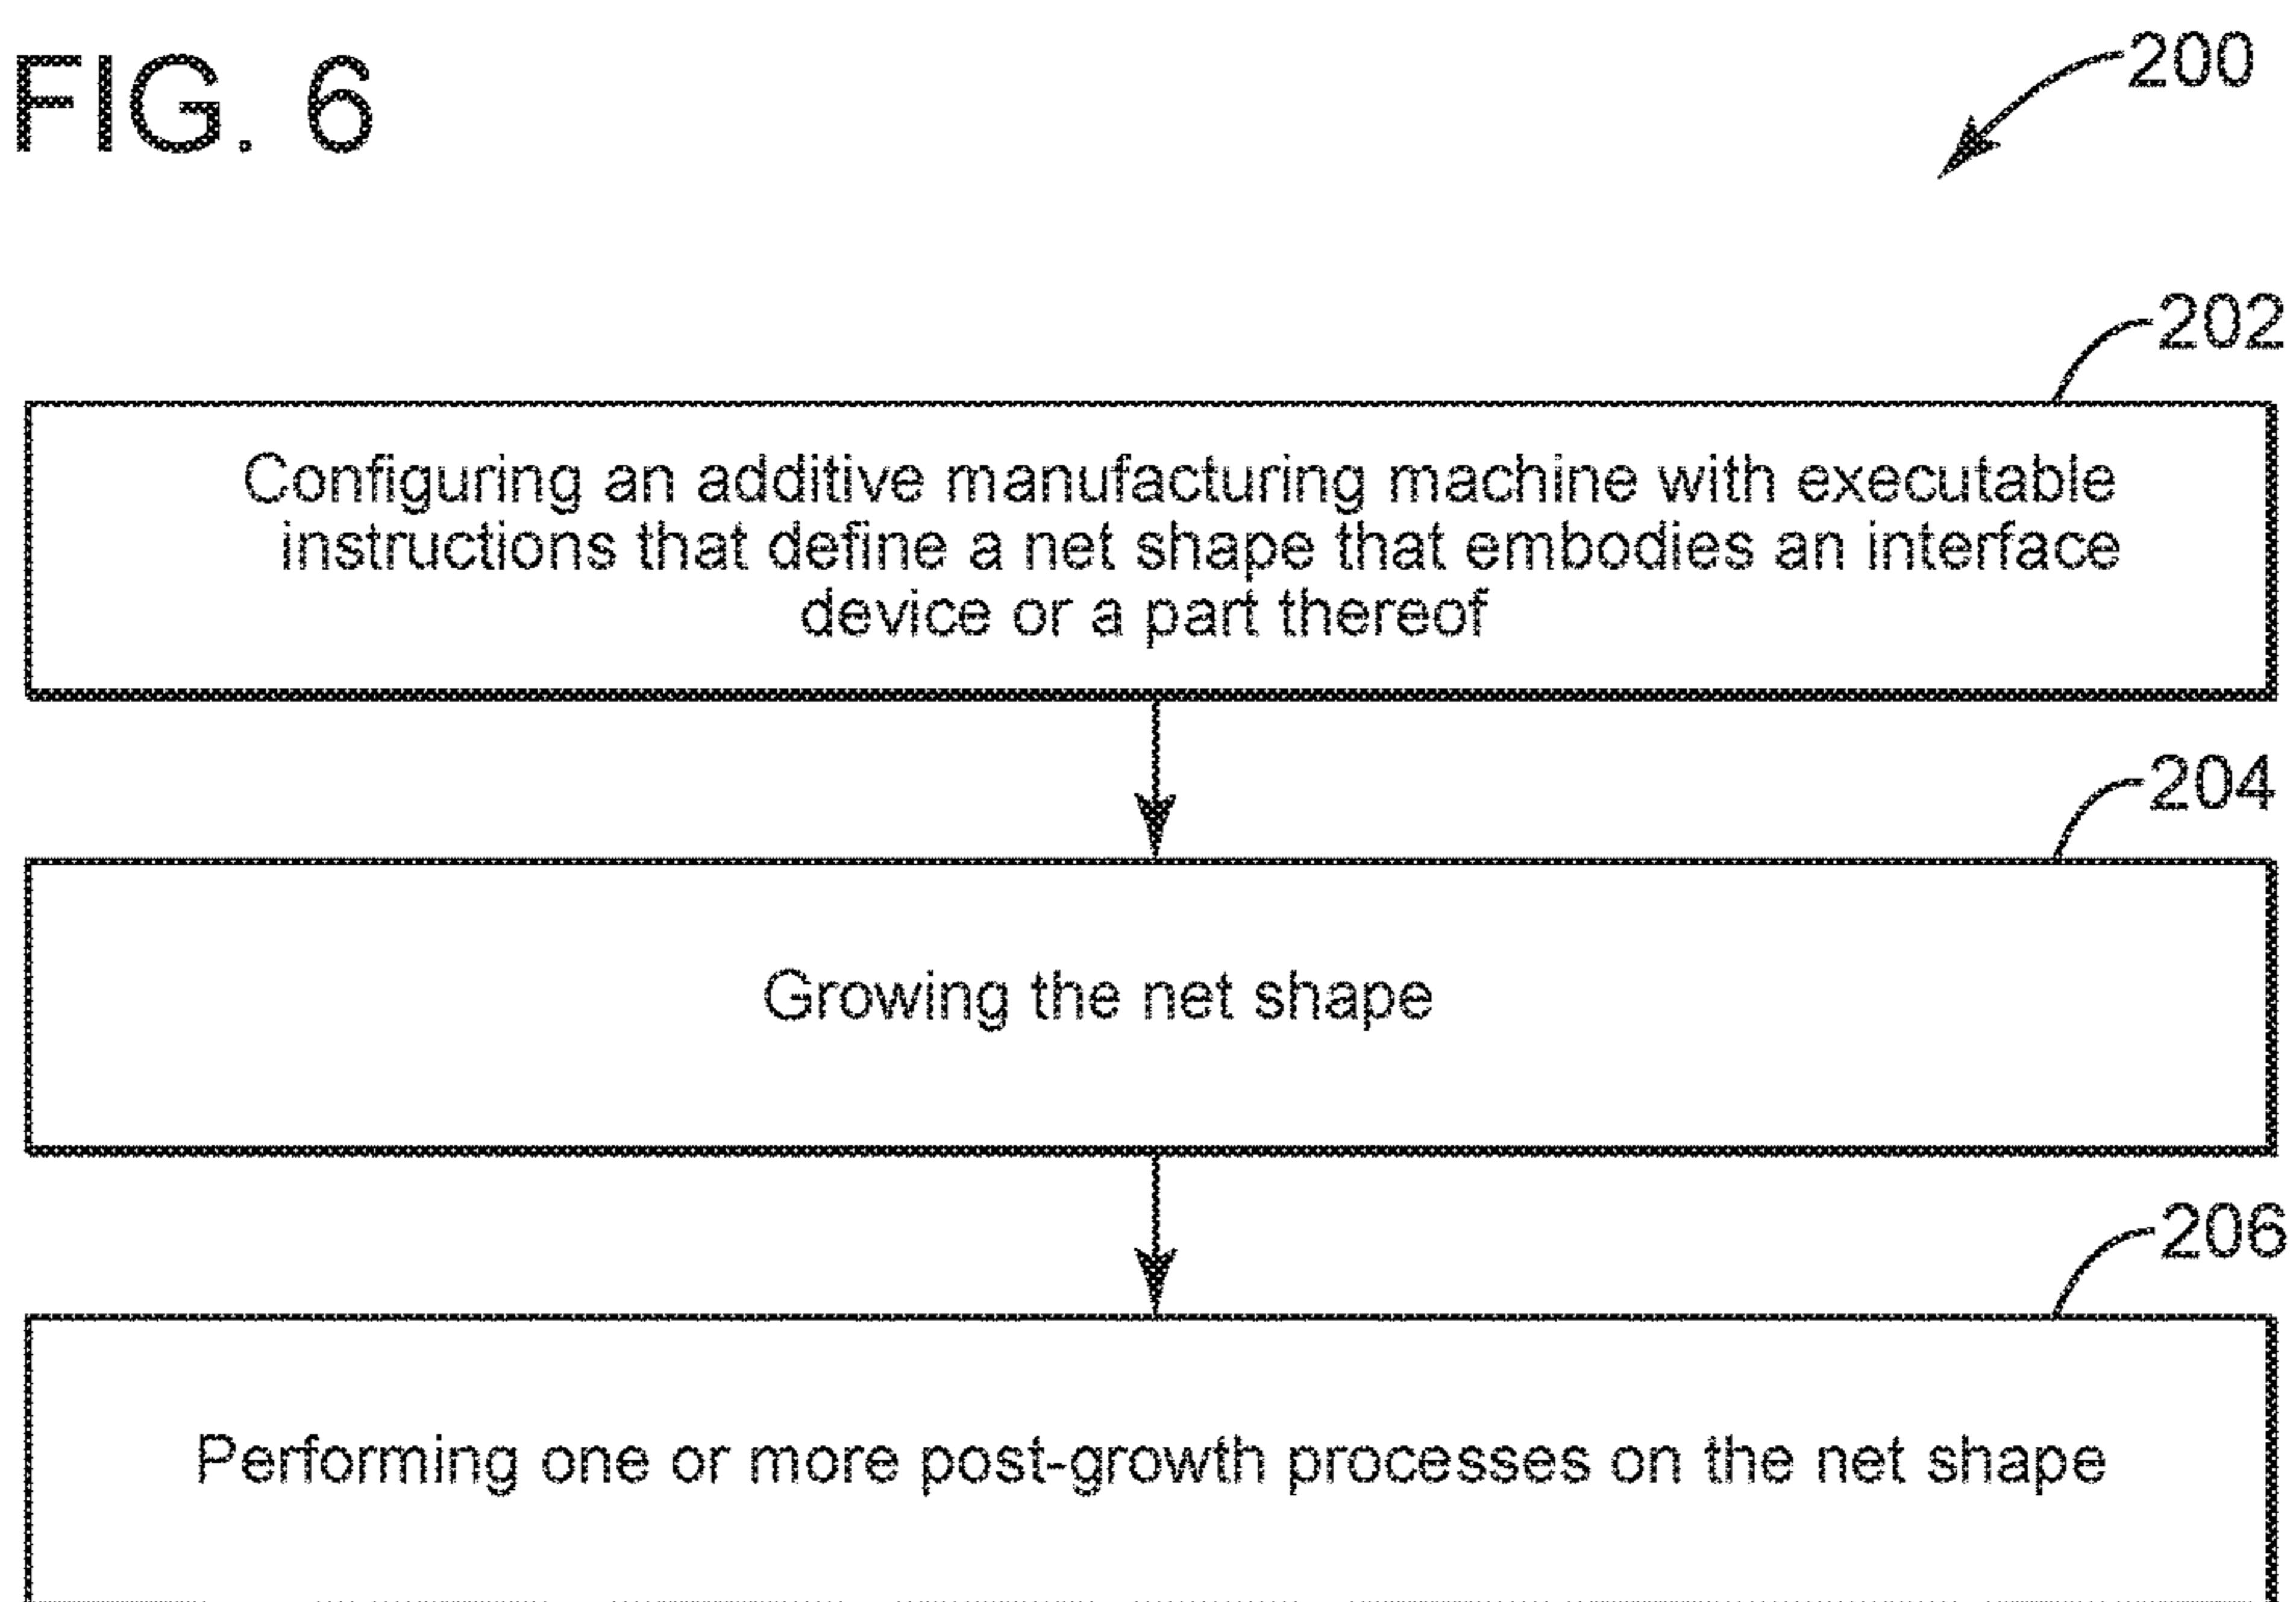 FIG. 6
200
202
Configuring an additive manufacturing machine with executable
instructions that define a net shape that embodies an interface
device or a part thereof
204
Growing the net shape
206
Performing one or more post-growth processes on the net shape